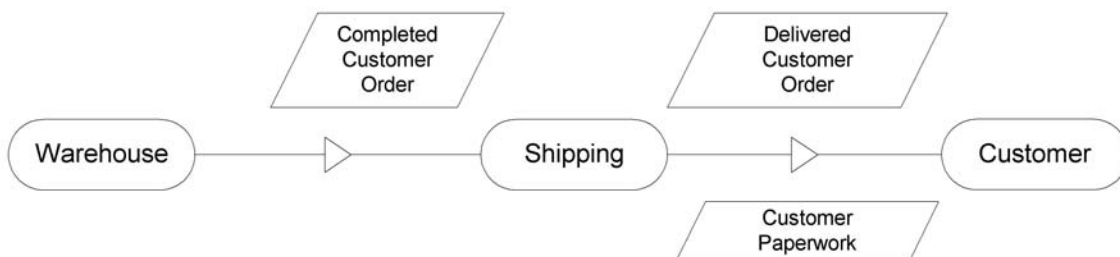 Completed
Customer
Order
Delivered
Customer
Order
Warehouse
Shipping
Customer
Customer
Paperwork